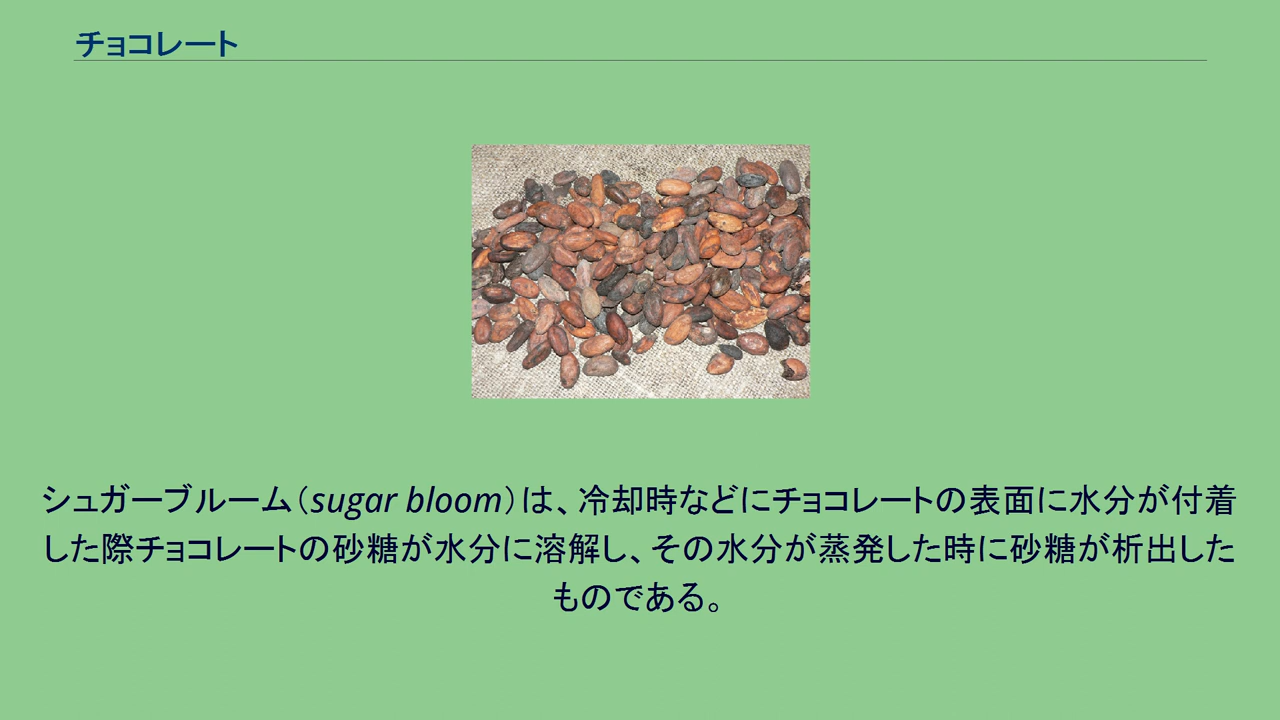 チョコレート
シュガーブルーム（sugar bloom）は、冷却時などにチョコレートの表面に水分が付着
した際チョコレートの砂糖が水分に溶解し、その水分が蒸発した時に砂糖が析出した
ものである。